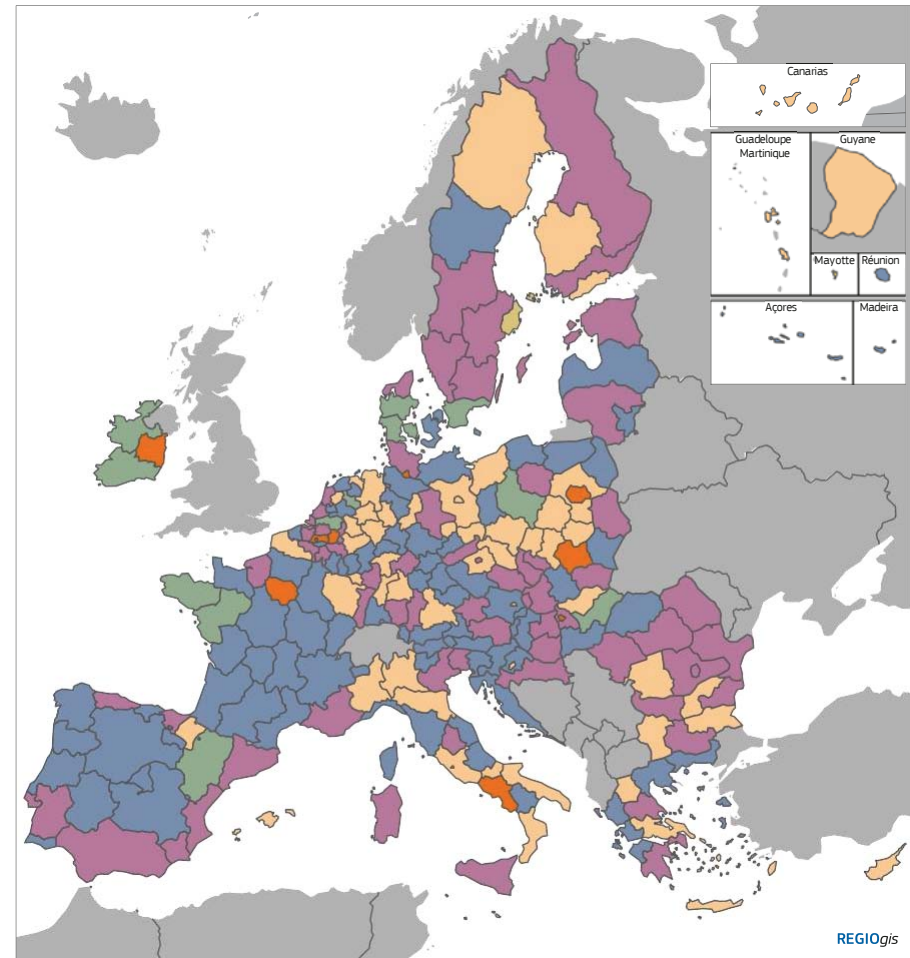 Canarias
Guadeloupe
Martinique
Guyane
Mayotte
Réunion
Açores
Madeira
REGIOgis